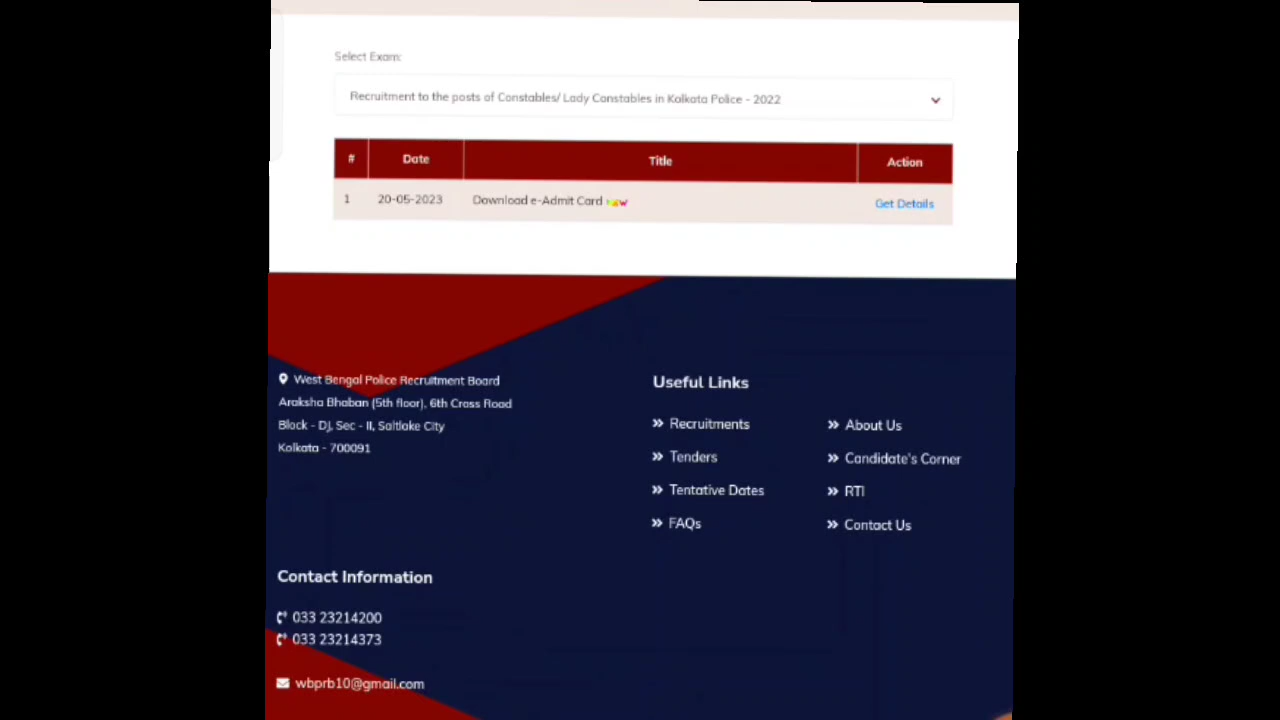 Select Exam:
Recruitment to the posts of Constables/ Lady Constables in Kolkata Police - 2022
# Date Title Action
1 20-05-2023 Download e-Admit Card Get Details
West Bengal Police Recruitment Board
Araksha Bhaban (5th floor), 6th Cross Road
Block - DJ, Sec - II, Saltlake City
Kolkata - 700091
Useful Links
Recruitments
Tenders
Tentative Dates
FAQs
About Us
Candidate's Corner
RTI
Contact Us
Contact Information
033 23214200
033 23214373
wbprb10@gmail.com